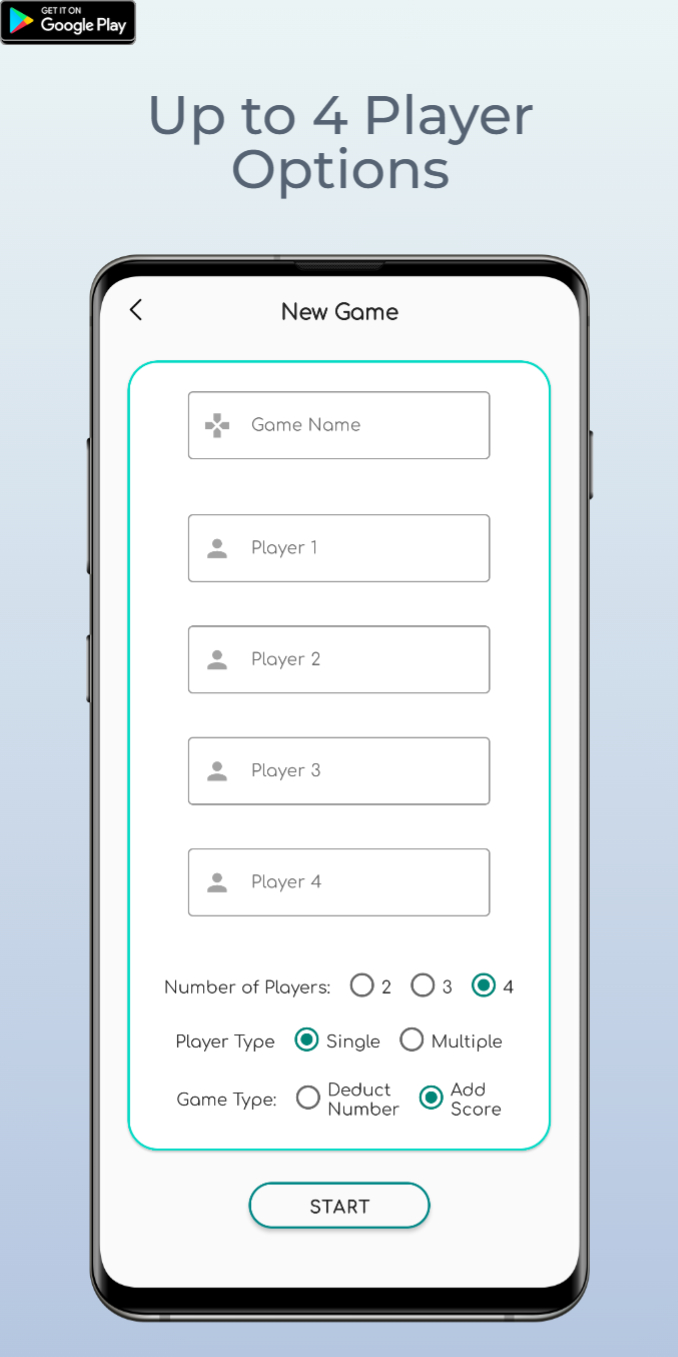 GET IT ON
Google Play
Up to 4 Player
Options
New Game
Game Name
Player 1
Player 2
Player 3
Player 4
Number of Players: 2 3 4
Player Type Single Multiple
Game Type: Deduct Number Add Score
START